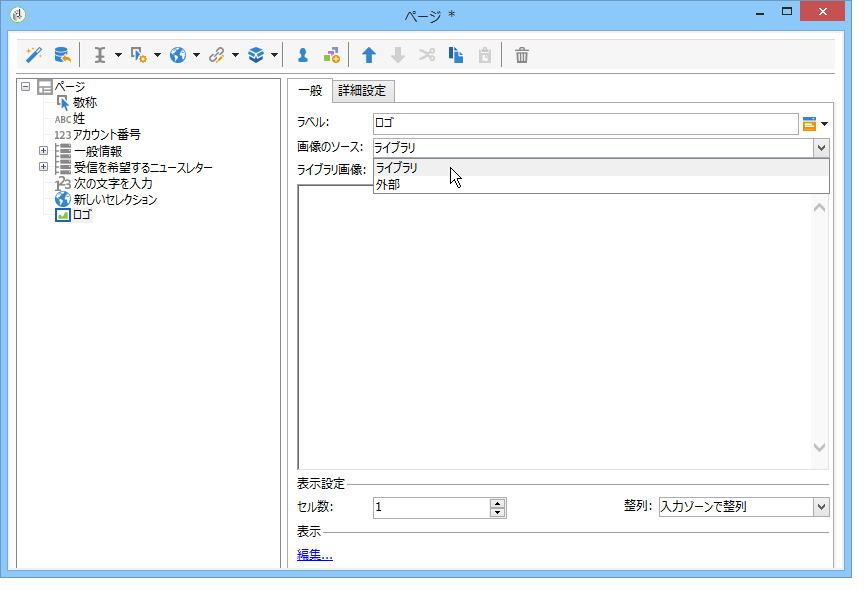 ページ *
ページ
敬称
ABC 姓
123 アカウント番号
一般情報
受信を希望するニュースレター
123 次の文字を入力
新しいセレクション
ロゴ
一般
詳細設定
ラベル:
ロゴ
画像のソース:
ライブラリ
ライブラリ画像:
ライブラリ
外部
表示設定
セル数:
1
整列:
入力ゾーンで整列
表示
編集...